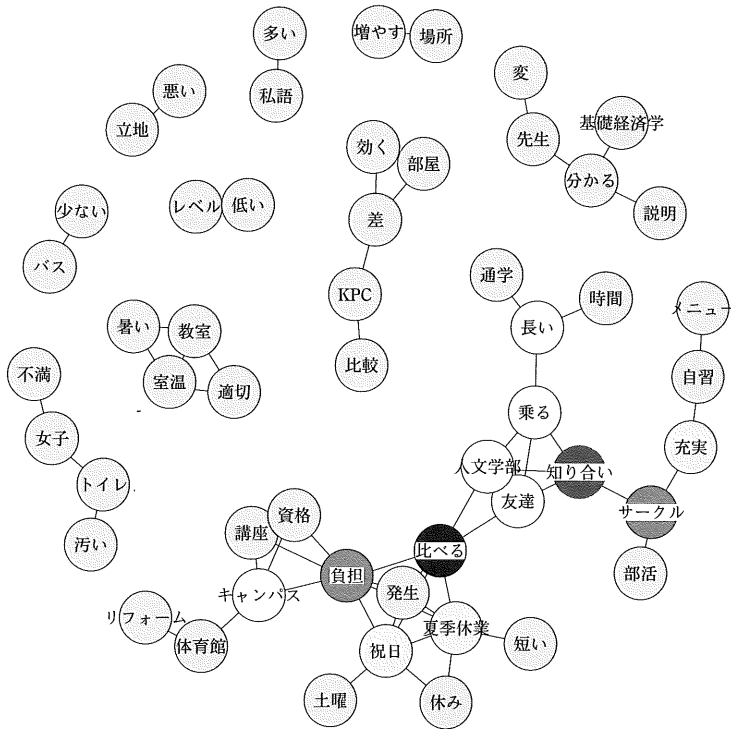 多い
増やす
場所
私語
変
悪い
立地
基礎経済学
先生
効く
部屋
分かる
少ない
レベル
低い
説明
差
バス
通学
KPC
時間
メニュー
暑い
教室
長い
比較
自習
不満
室温
適切
乗る
女子
充実
人文学部
知り合い
トイレ
友達
サークル
資格
講座
汚い
比べる
部活
負担
キャンパス
発生
リフォーム
夏季休業
体育館
祝日
短い
土曜
休み